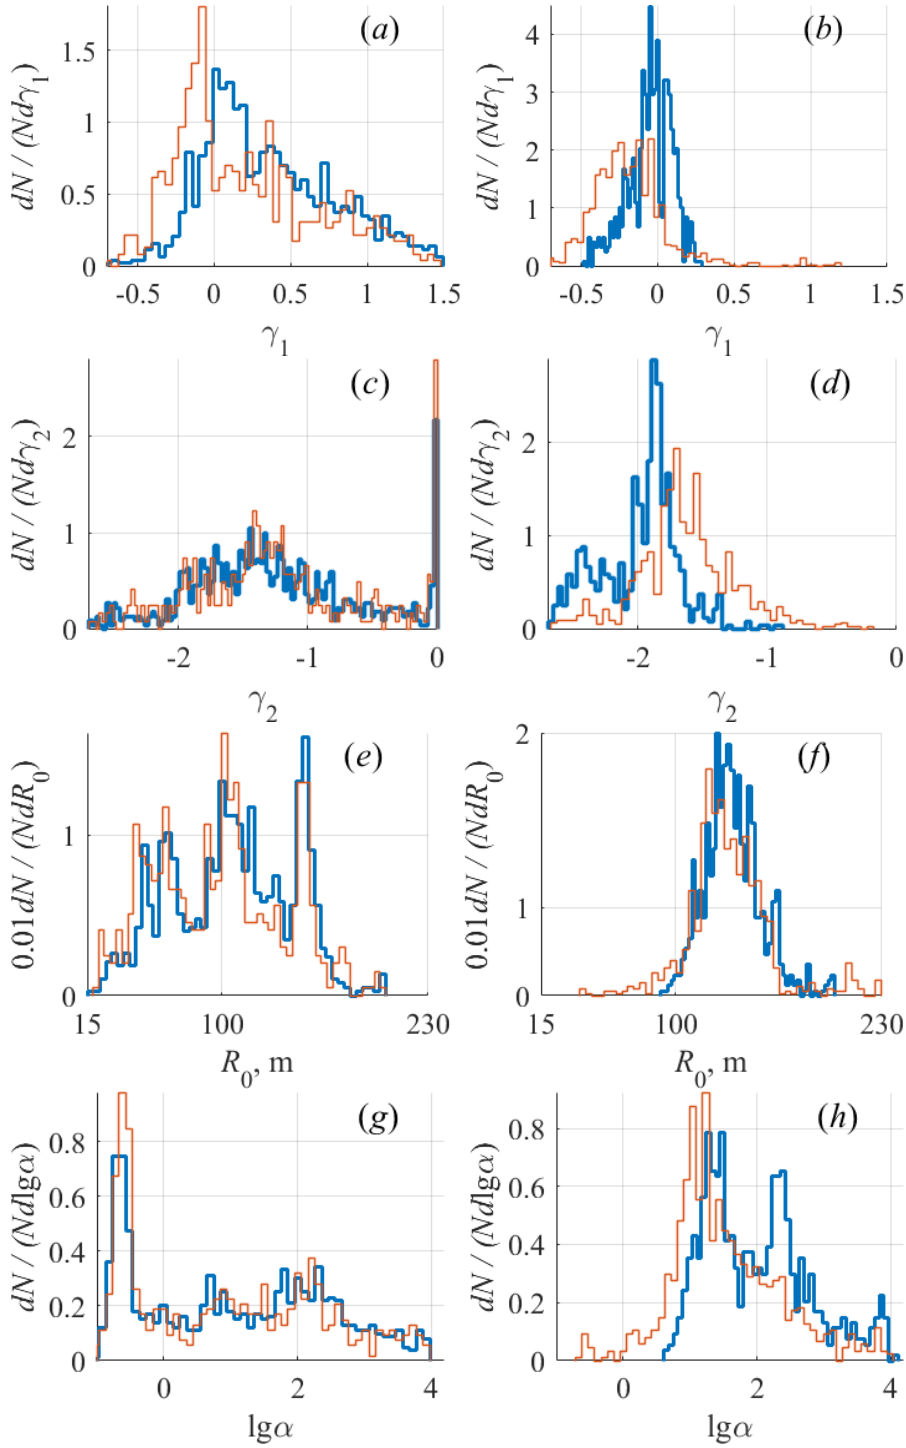 (a) (b)
dN / (Ndγ1) dN / (Ndγ1)
1.5 1 0.5 0 4 3 2 1 0
-0.5 0 0.5 1 1.5 -0.5 0 0.5 1 1.5
γ1 γ1
(c) (d)
dN / (Ndγ2) dN / (Ndγ2)
2 1 0 2 1 0
-2 -1 0 -2 -1 0
γ2 γ2
(e) (f)
0.01dN / (NdR0) 0.01dN / (NdR0)
1 0 2 1 0
15 100 230 15 100 230
R0, m R0, m
(g) (h)
dN / (Ndlgα) dN / (Ndlgα)
0.8 0.6 0.4 0.2 0 0.8 0.6 0.4 0.2 0
0 2 4 0 2 4
lgα lgα